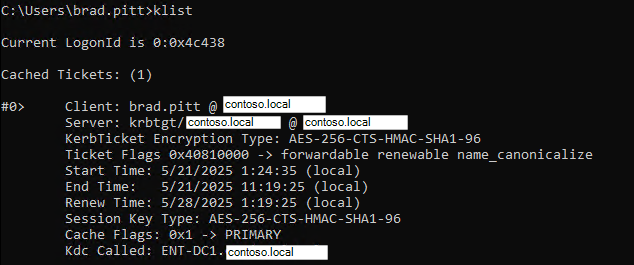 C:\Users\brad.pitt>klist
Current LogonId is 0:0x4c438
Cached Tickets: (1)
#0> Client: brad.pitt @ contoso.local
Server: krbtgt/contoso.local @ contoso.local
KerbTicket Encryption Type: AES-256-CTS-HMAC-SHA1-96
Ticket Flags 0x40810000 -> forwardable renewable name_canonicalize
Start Time: 5/21/2025 1:24:35 (local)
End Time: 5/21/2025 11:19:25 (local)
Renew Time: 5/28/2025 1:19:25 (local)
Session Key Type: AES-256-CTS-HMAC-SHA1-96
Cache Flags: 0x1 -> PRIMARY
Kdc Called: ENT-DC1.contoso.local